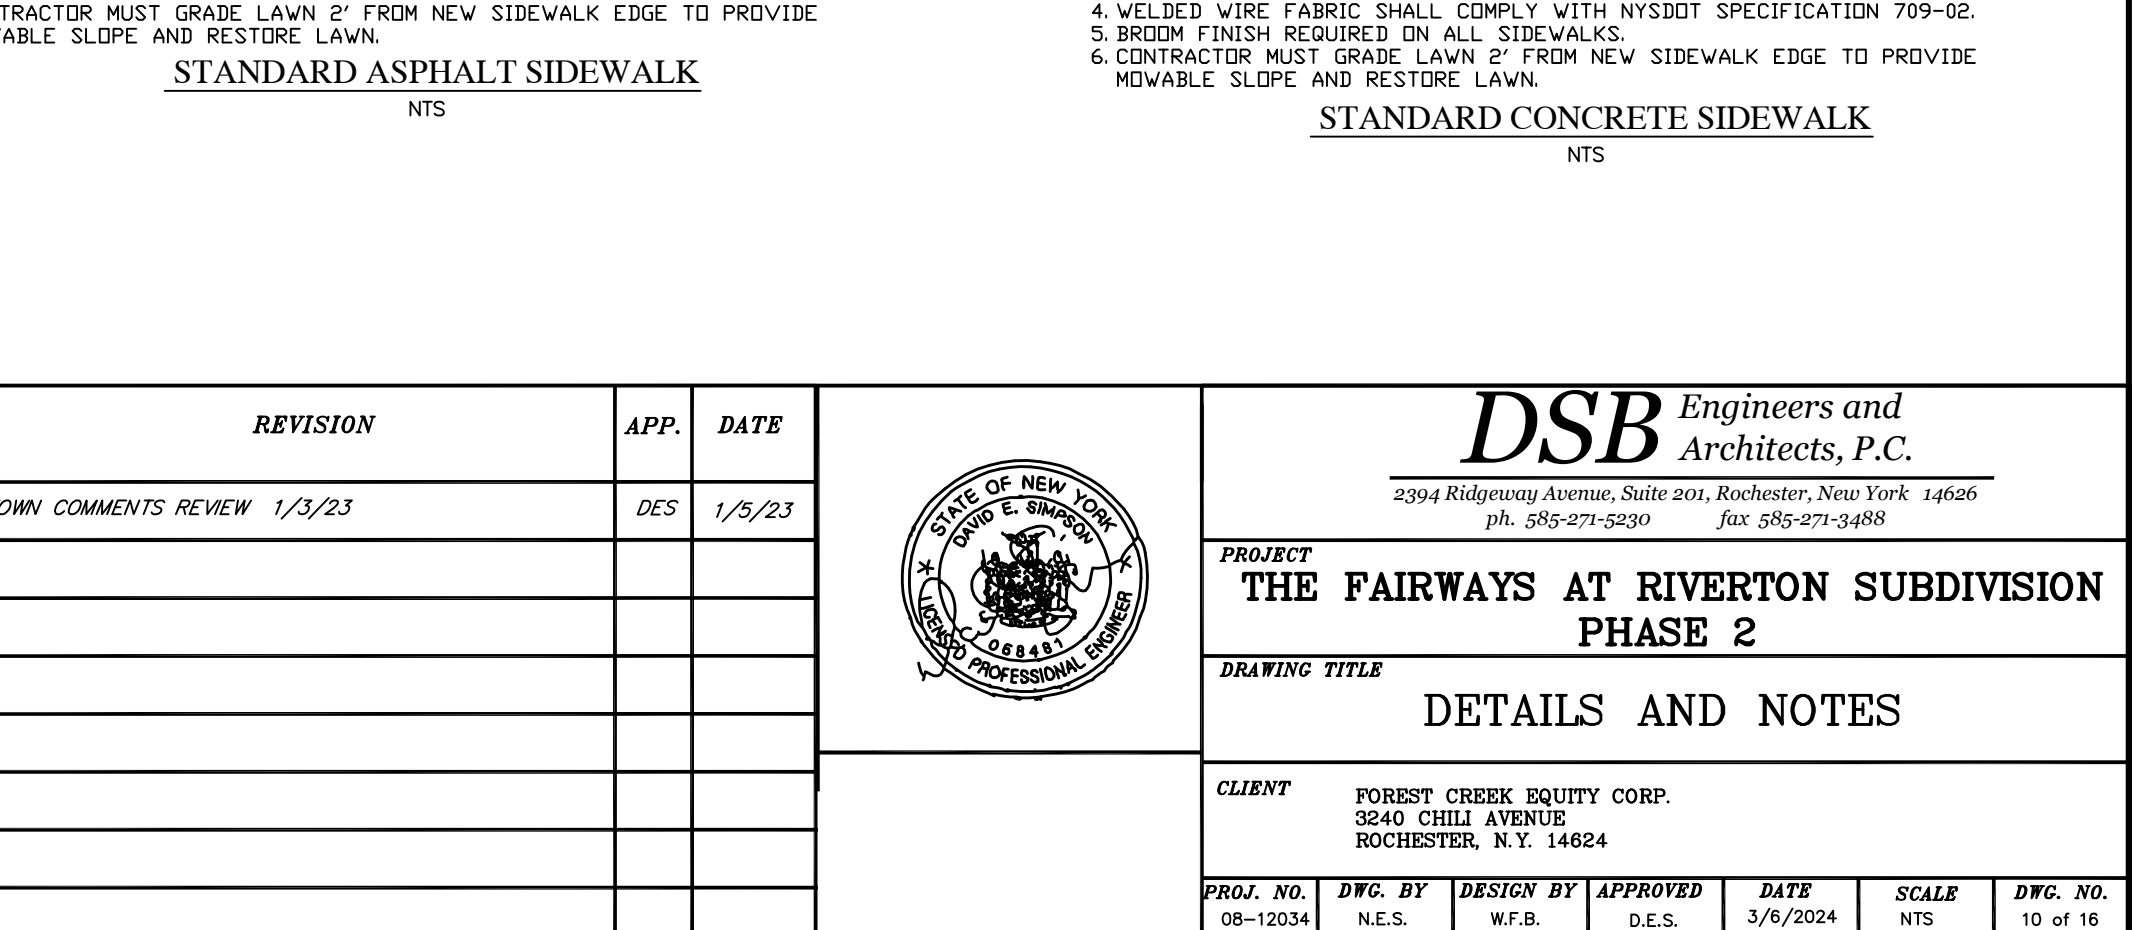 TRACTOR MUST GRADE LAWN 2' FROM NEW SIDEWALK EDGE TO PROVIDE
ABLE SLOPE AND RESTORE LAWN.
STANDARD ASPHALT SIDEWALK
NTS
4. WELDED WIRE FABRIC SHALL COMPLY WITH NYSDOT SPECIFICATION 709-02.
5. BROOM FINISH REQUIRED ON ALL SIDEWALKS.
6. CONTRACTOR MUST GRADE LAWN 2' FROM NEW SIDEWALK EDGE TO PROVIDE
MOWABLE SLOPE AND RESTORE LAWN.
STANDARD CONCRETE SIDEWALK
NTS
REVISION APP. DATE
OWN COMMENTS REVIEW 1/3/23 DES 1/5/23
STATE OF NEW YORK
DAVID E. SIMPSON
068481
LICENSED PROFESSIONAL ENGINEER
DSB Engineers and
Architects, P.C.
2394 Ridgeway Avenue, Suite 201, Rochester, New York 14626
ph. 585-271-5230 fax 585-271-3488
PROJECT
THE FAIRWAYS AT RIVERTON SUBDIVISION
PHASE 2
DRAWING TITLE
DETAILS AND NOTES
CLIENT
FOREST CREEK EQUITY CORP.
3240 CHILI AVENUE
ROCHESTER, N.Y. 14624
PROJ. NO. DWG. BY DESIGN BY APPROVED DATE SCALE DWG. NO.
08-12034 N.E.S. W.F.B. D.E.S. 3/6/2024 NTS 10 of 16